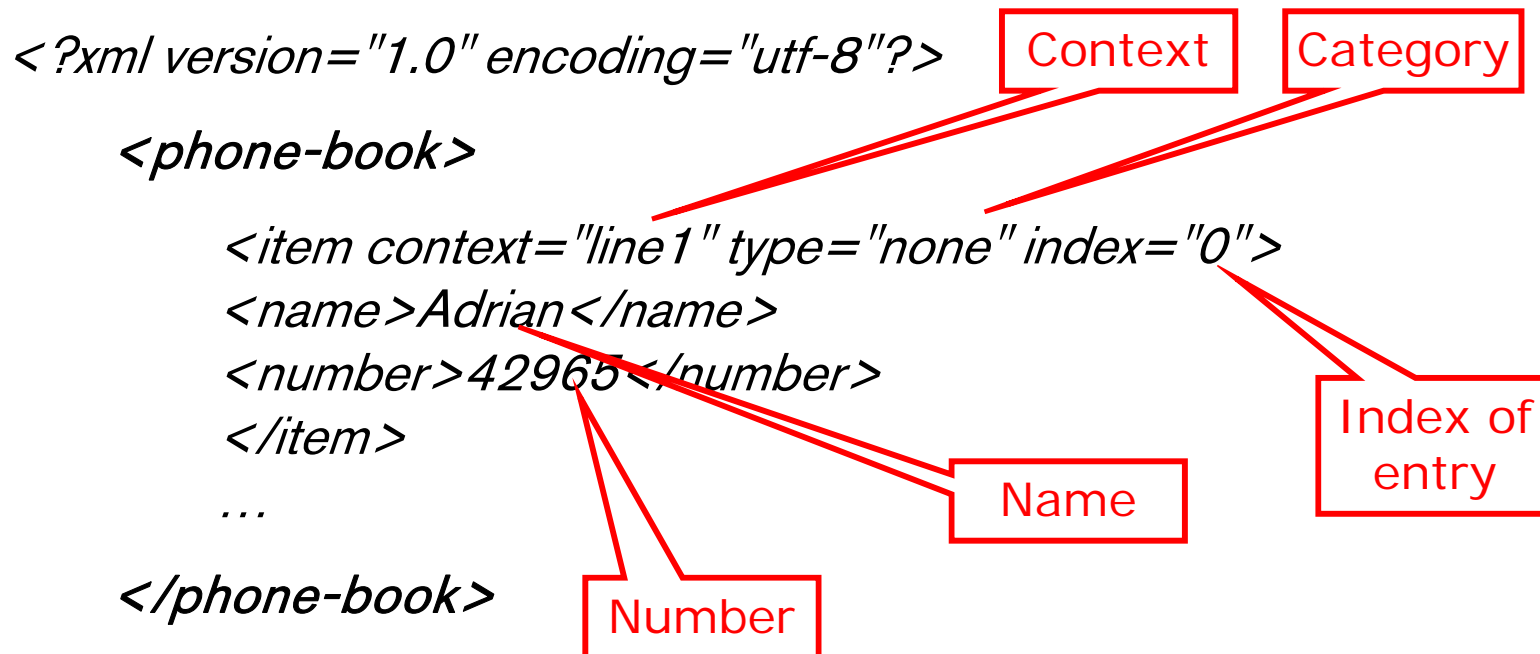 <?xml version="1.0" encoding="utf-8"?>
Context
Category
<phone-book>
<item context="line1" type="none" index="0">
<name>Adrian</name>
<number>42965</number>
</item>
Index of
entry
Name
...
</phone-book>
Number